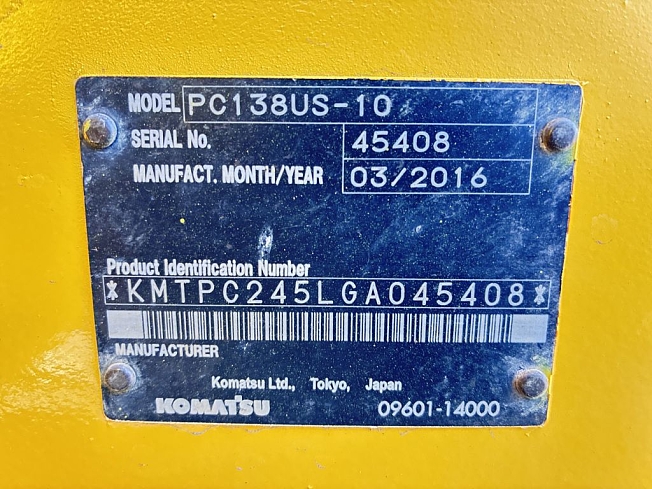 MODEL PC138US-10
SERIAL No. 45408
MANUFACT. MONTH/YEAR 03/2016
Product Identification Number
*KMTPC245LGA045408*
MANUFACTURER
Komatsu Ltd., Tokyo, Japan
KOMATSU 09601-14000